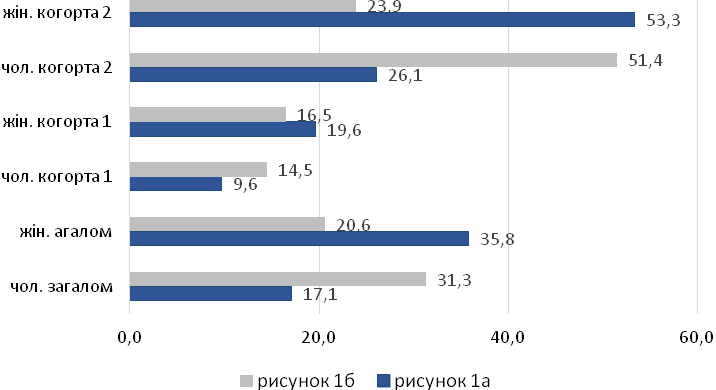 жін. когорта 2
23,9
53,3
чол. когорта 2
51,4
26,1
жін. когорта 1
16,5
19,6
чол. когорта 1
14,5
9,6
жін. агалом
20,6
35,8
чол. загалом
31,3
17,1
0,0 20,0 40,0 60,0
рисунок 1б рисунок 1а